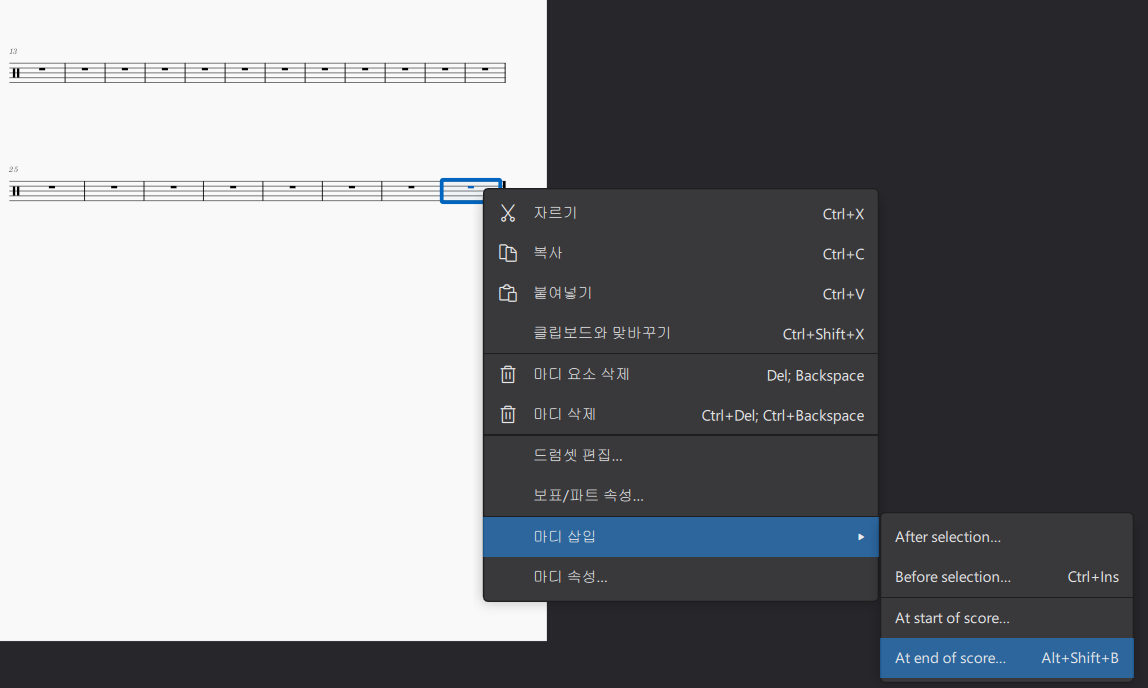 13
25
자르기 Ctrl+X
복사 Ctrl+C
붙여넣기 Ctrl+V
클립보드와 맞바꾸기 Ctrl+Shift+X
마디 요소 삭제 Del; Backspace
마디 삭제 Ctrl+Del; Ctrl+Backspace
드럼셋 편집...
보표/파트 속성...
마디 삽입
마디 속성...
After selection...
Before selection... Ctrl+Ins
At start of score...
At end of score... Alt+Shift+B